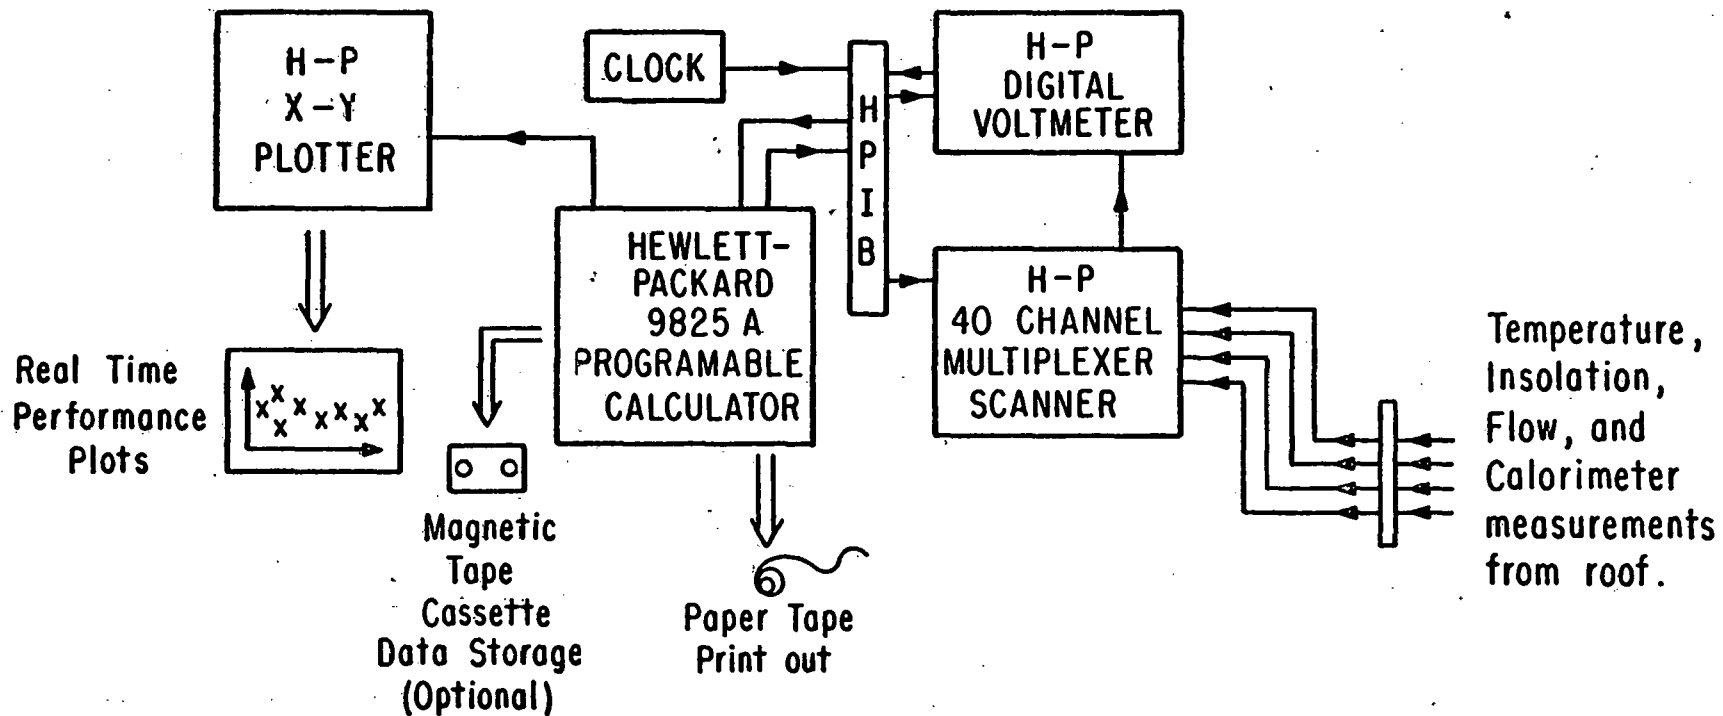 H-P
X-Y
PLOTTER
CLOCK
H
P
I
B
H-P
DIGITAL
VOLTMETER
HEWLETT-
PACKARD
9825 A
PROGRAMABLE
CALCULATOR
H-P
40 CHANNEL
MULTIPLEXER
SCANNER
Temperature,
Insolation,
Flow, and
Calorimeter
measurements
from roof.
Real Time
Performance
Plots
x x x x x x x x
Magnetic
Tape
Cassette
Data Storage
(Optional)
Paper Tape
Print out